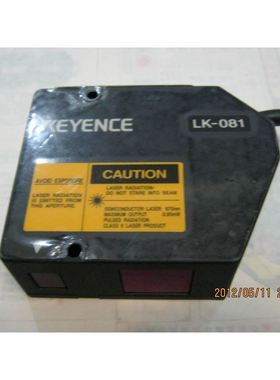 KEYENCE
LK-081
AVOID EXPOSURE
LASER RADIATION
IS EMITTED FROM
THIS APERTURE.
CAUTION
LASER RADIATION-
DO NOT STARE INTO BEAM
SEMICONDUCTOR LASER 670nm
MAXIMUM OUTPUT 0.95mW
PULSED RADIATION
CLASS II LASER PRODUCT
2012/05/11